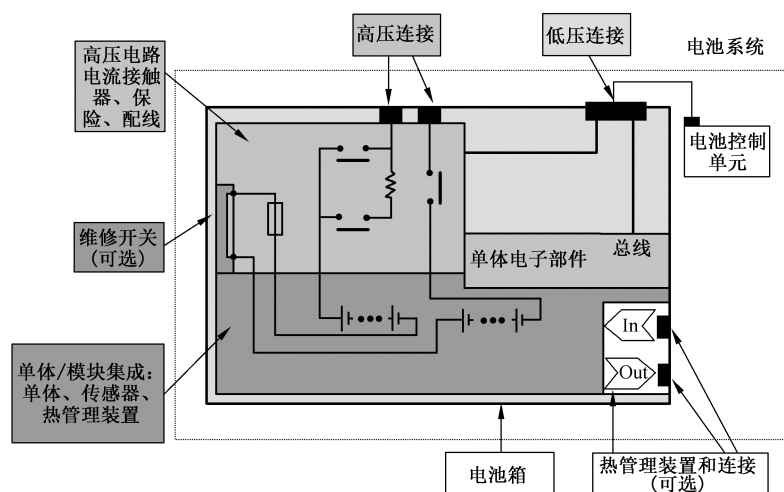 高压连接
低压连接
电池系统
高压电路
电流接触
器、保
险、配线
电池控制
单元
维修开关
(可选)
单体电子部件
总线
单体/模块集成：
单体、传感器、
热管理装置
In
Out
电池箱
热管理装置和连接
(可选)